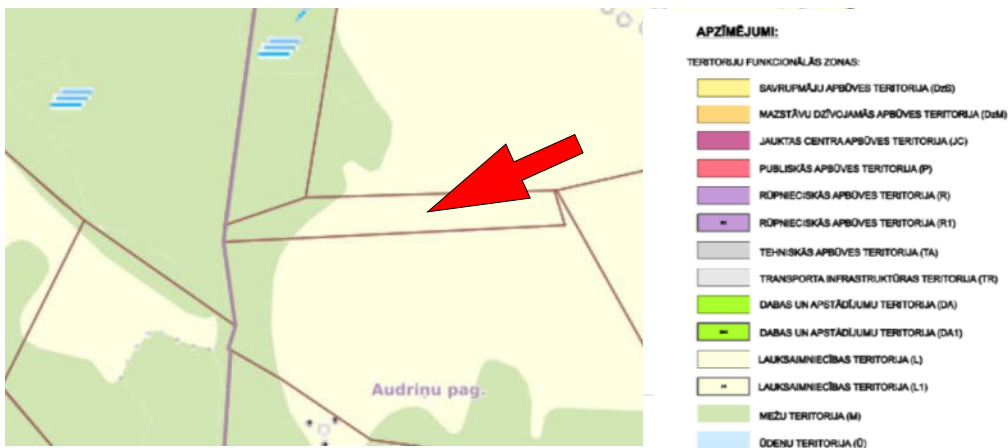 Audriņu pag.
APZĪMĒJUMI:
TERITORIJU FUNKCIONĀLĀS ZONAS:
SAVRUPMĀJU APBŪVES TERITORIJA (DzS)
MAZSTĀVU DZĪVOJAMĀS APBŪVES TERITORIJA (DzM)
JAUKTAS CENTRA APBŪVES TERITORIJA (JC)
PUBLISKĀS APBŪVES TERITORIJA (P)
RŪPNIECISKĀS APBŪVES TERITORIJA (R)
RŪPNIECISKĀS APBŪVES TERITORIJA (R1)
TEHNISKĀS APBŪVES TERITORIJA (TA)
TRANSPORTA INFRASTRUKTŪRAS TERITORIJA (TR)
DABAS UN APSTĀDĪJUMU TERITORIJA (DA)
DABAS UN APSTĀDĪJUMU TERITORIJA (DA1)
LAUKSAIMNIECĪBAS TERITORIJA (L)
LAUKSAIMNIECĪBAS TERITORIJA (L1)
MEŽU TERITORIJA (M)
ŪDEŅU TERITORIJA (Ū)